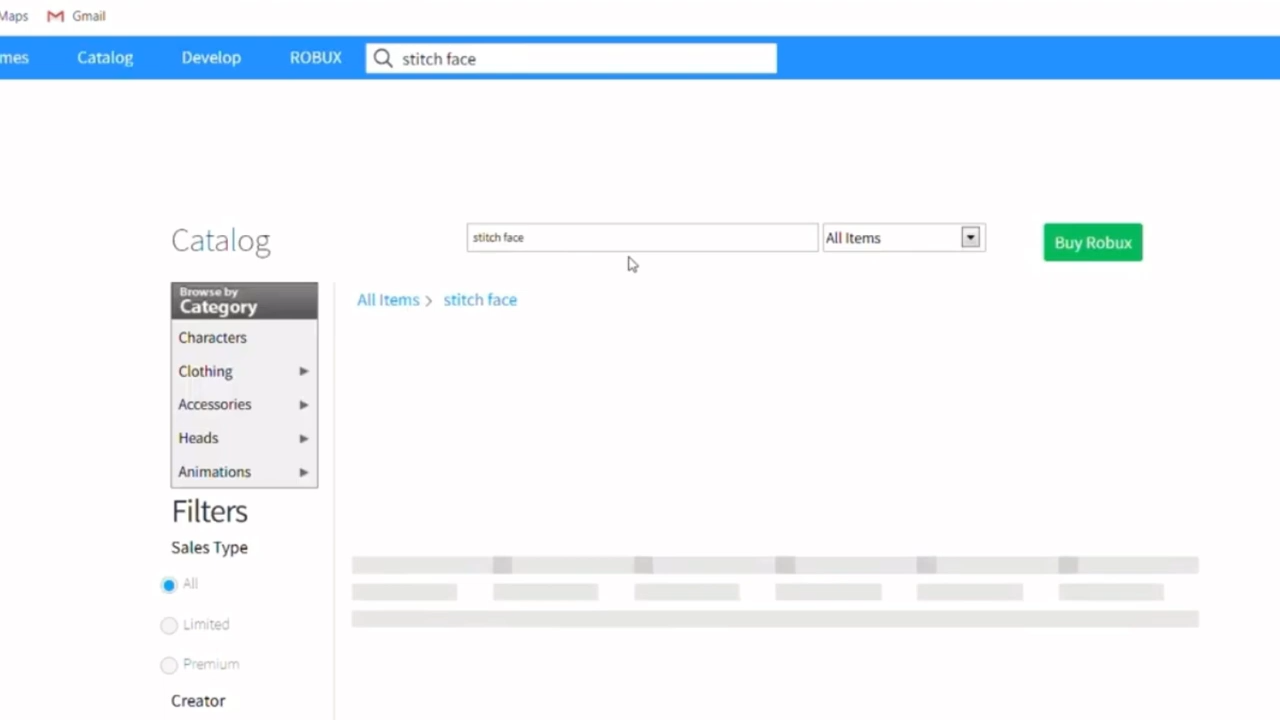 Maps Gmail
mes Catalog Develop ROBUX stitch face
Catalog stitch face All Items Buy Robux
Browse by
Category
All Items > stitch face
Characters
Clothing
Accessories
Heads
Animations
Filters
Sales Type
All
Limited
Premium
Creator